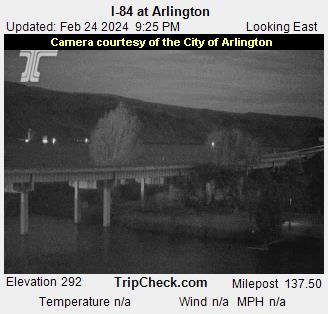 I-84 at Arlington
Updated: Feb 24 2024 9:25 PM Looking East
Camera courtesy of the City of Arlington
Elevation 292 TripCheck.com Milepost 137.50
Temperature n/a Wind n/a MPH n/a